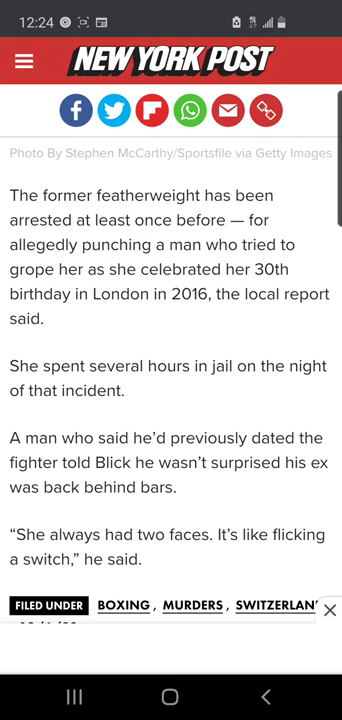 12:24
NEW YORK POST
Photo By Stephen McCarthy/Sportsfile via Getty Images
The former featherweight has been
arrested at least once before — for
allegedly punching a man who tried to
grope her as she celebrated her 30th
birthday in London in 2016, the local report
said.
She spent several hours in jail on the night
of that incident.
A man who said he’d previously dated the
fighter told Blick he wasn’t surprised his ex
was back behind bars.
“She always had two faces. It’s like flicking
a switch,” he said.
FILED UNDER BOXING, MURDERS, SWITZERLAN